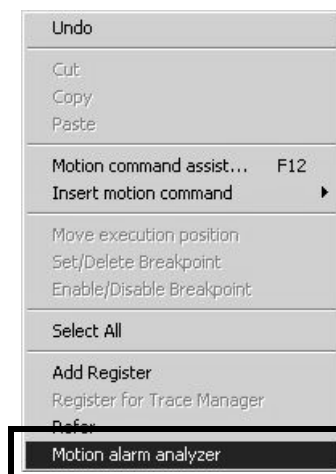 Undo
Cut
Copy
Paste
Motion command assist... F12
Insert motion command
Move execution position
Set/Delete Breakpoint
Enable/Disable Breakpoint
Select All
Add Register
Register for Trace Manager
Refer
Motion alarm analyzer